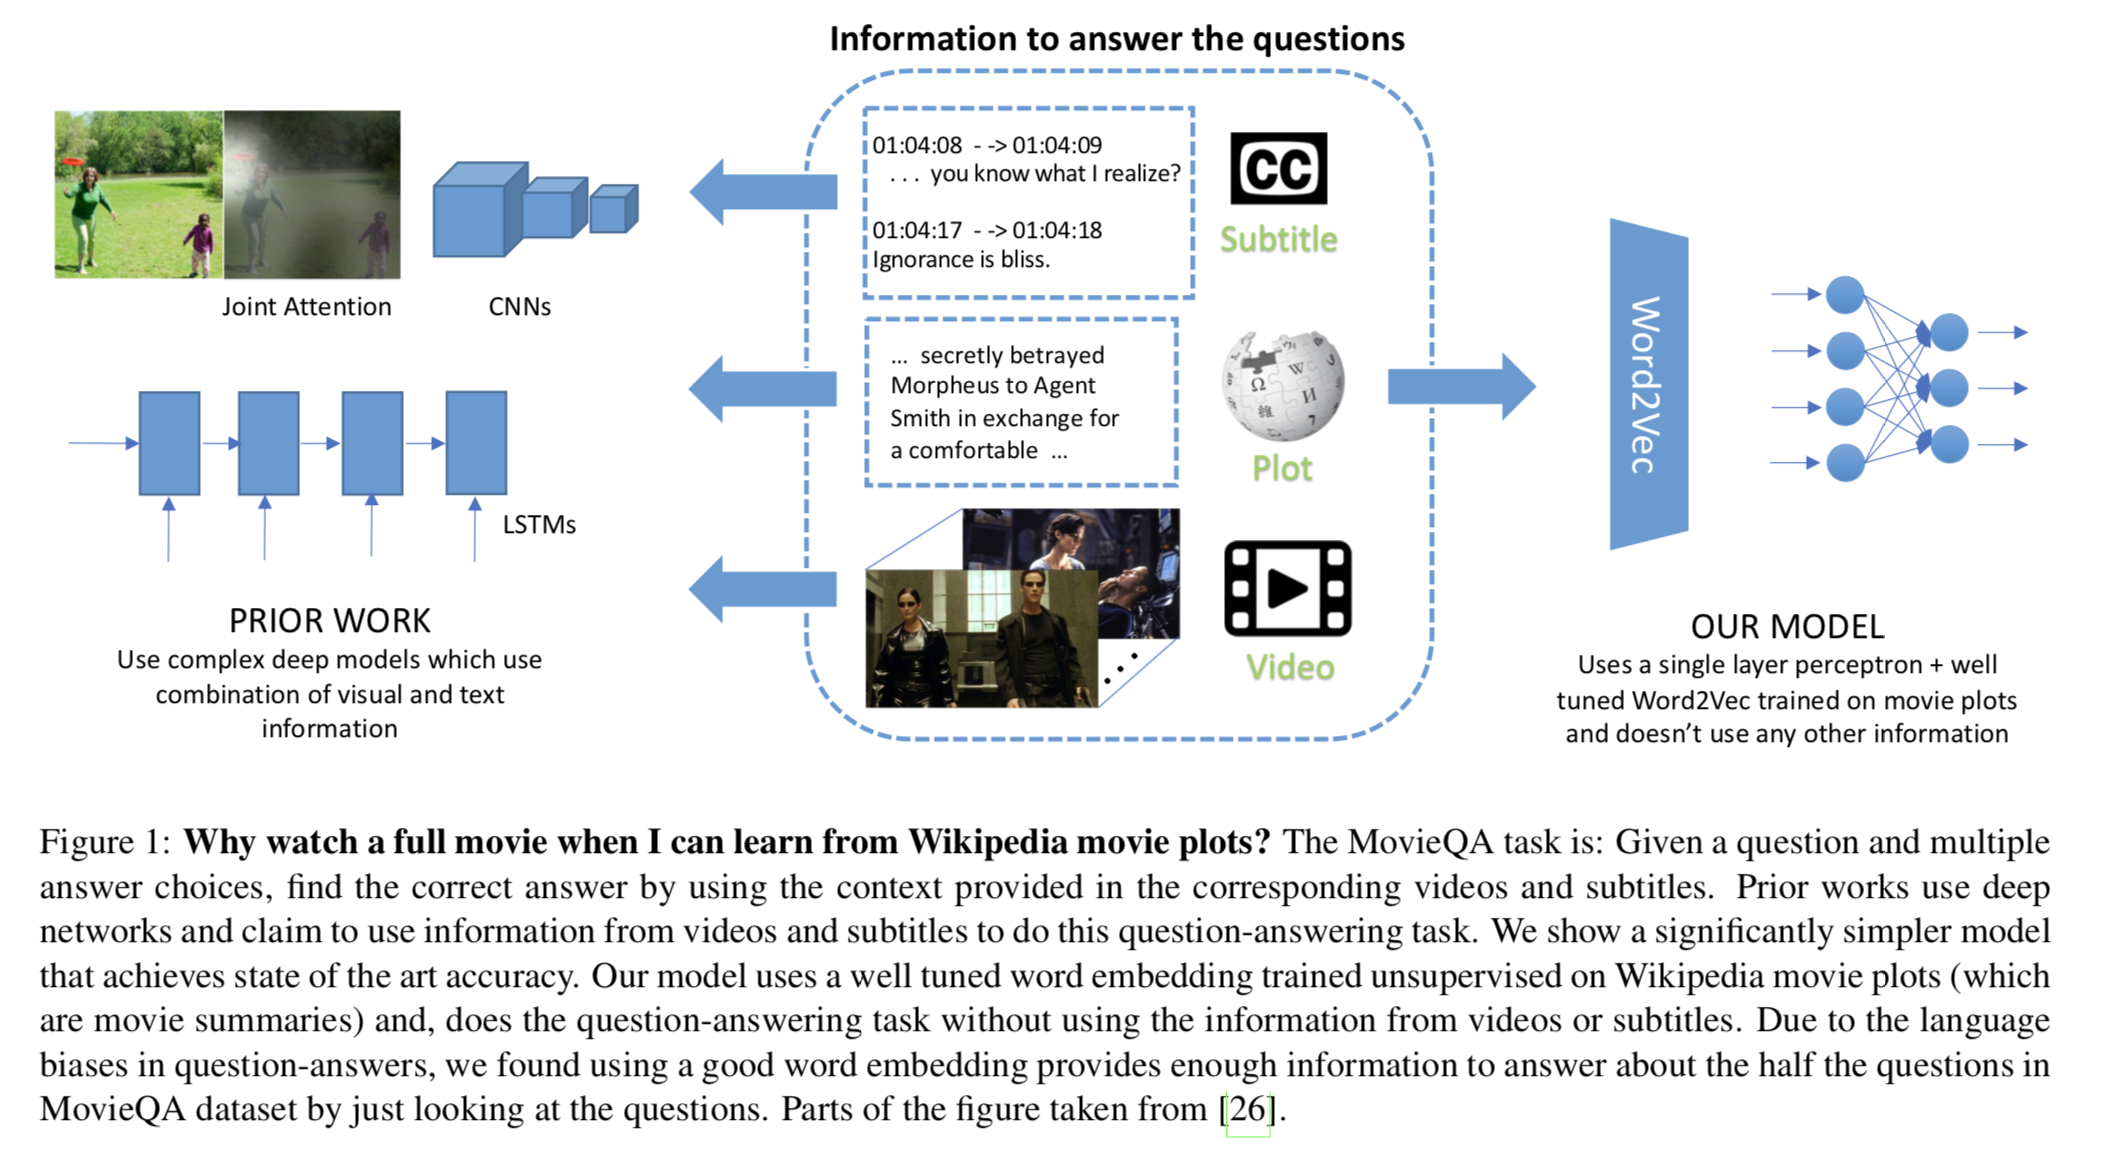 Information to answer the questions
01:04:08 - -> 01:04:09
. . . you know what I realize?
01:04:17 - -> 01:04:18
Ignorance is bliss.
CC
Subtitle
Joint Attention
CNNs
... secretly betrayed
Morpheus to Agent
Smith in exchange for
a comfortable ...
Plot
Ω W И 維
Word2Vec
LSTMs
Video
PRIOR WORK
Use complex deep models which use
combination of visual and text
information
OUR MODEL
Uses a single layer perceptron + well
tuned Word2Vec trained on movie plots
and doesn't use any other information
Figure 1: Why watch a full movie when I can learn from Wikipedia movie plots? The MovieQA task is: Given a question and multiple
answer choices, find the correct answer by using the context provided in the corresponding videos and subtitles. Prior works use deep
networks and claim to use information from videos and subtitles to do this question-answering task. We show a significantly simpler model
that achieves state of the art accuracy. Our model uses a well tuned word embedding trained unsupervised on Wikipedia movie plots (which
are movie summaries) and, does the question-answering task without using the information from videos or subtitles. Due to the language
biases in question-answers, we found using a good word embedding provides enough information to answer about the half the questions in
MovieQA dataset by just looking at the questions. Parts of the figure taken from [26].